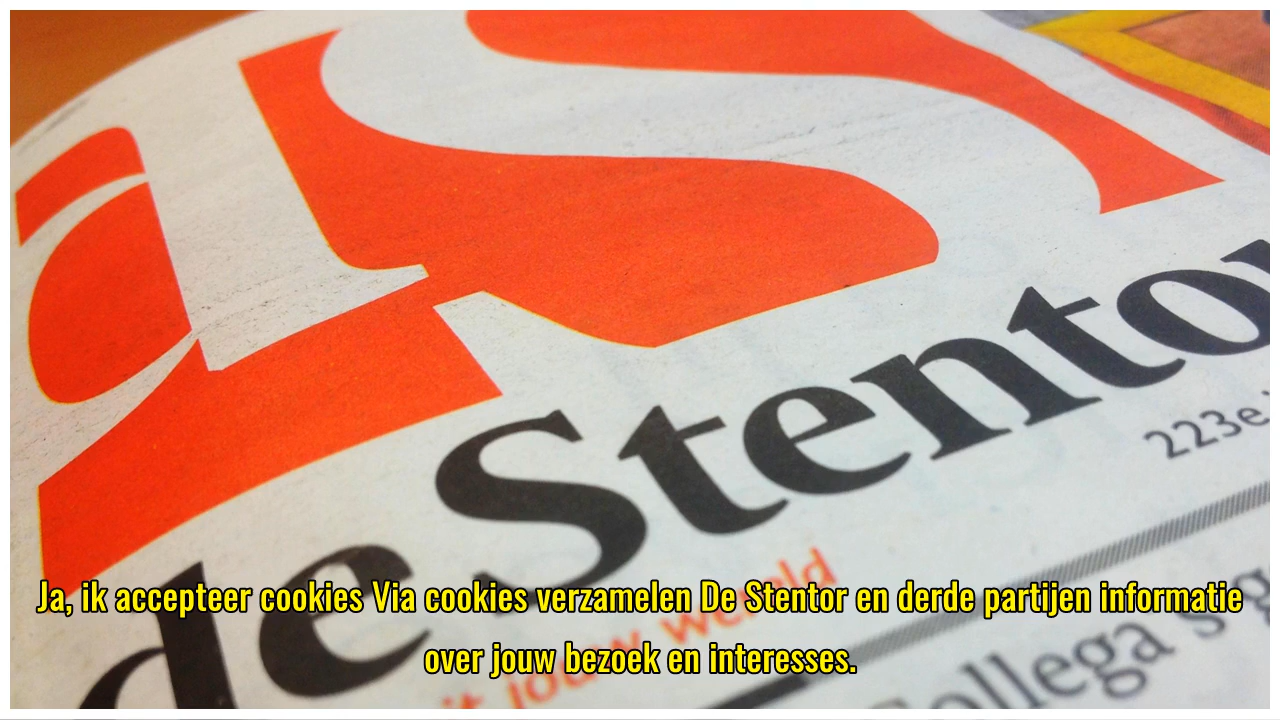 as
de Stentor
223e
Ja, ik accepteer cookies Via cookies verzamelen De Stentor en derde partijen informatie
over jouw bezoek en interesses.